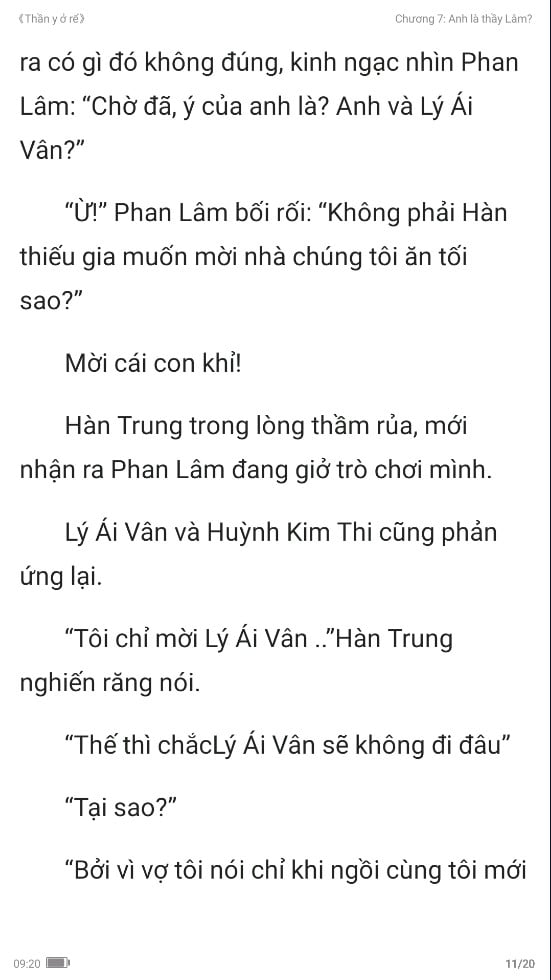 《Thần y ở rể》 Chương 7: Anh là thầy Lâm?
ra có gì đó không đúng, kinh ngạc nhìn Phan
Lâm: “Chờ đã, ý của anh là? Anh và Lý Ái
Vân?”
“Ừ!” Phan Lâm bối rối: “Không phải Hàn
thiếu gia muốn mời nhà chúng tôi ăn tối
sao?”
Mời cái con khỉ!
Hàn Trung trong lòng thầm rủa, mới
nhận ra Phan Lâm đang giở trò chơi mình.
Lý Ái Vân và Huỳnh Kim Thi cũng phản
ứng lại.
“Tôi chỉ mời Lý Ái Vân ..”Hàn Trung
nghiến răng nói.
“Thế thì chắcLý Ái Vân sẽ không đi đâu”
“Tại sao?”
“Bởi vì vợ tôi nói chỉ khi ngồi cùng tôi mới
09:20 11/20